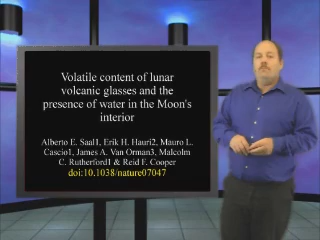 Volatile content of lunar
volcanic glasses and the
presence of water in the Moon's
interior
Alberto E. Saal1, Erik H. Hauri2, Mauro L.
Cascio1, James A. Van Orman3, Malcolm
C. Rutherford1 & Reid F. Cooper
doi:10.1038/nature07047